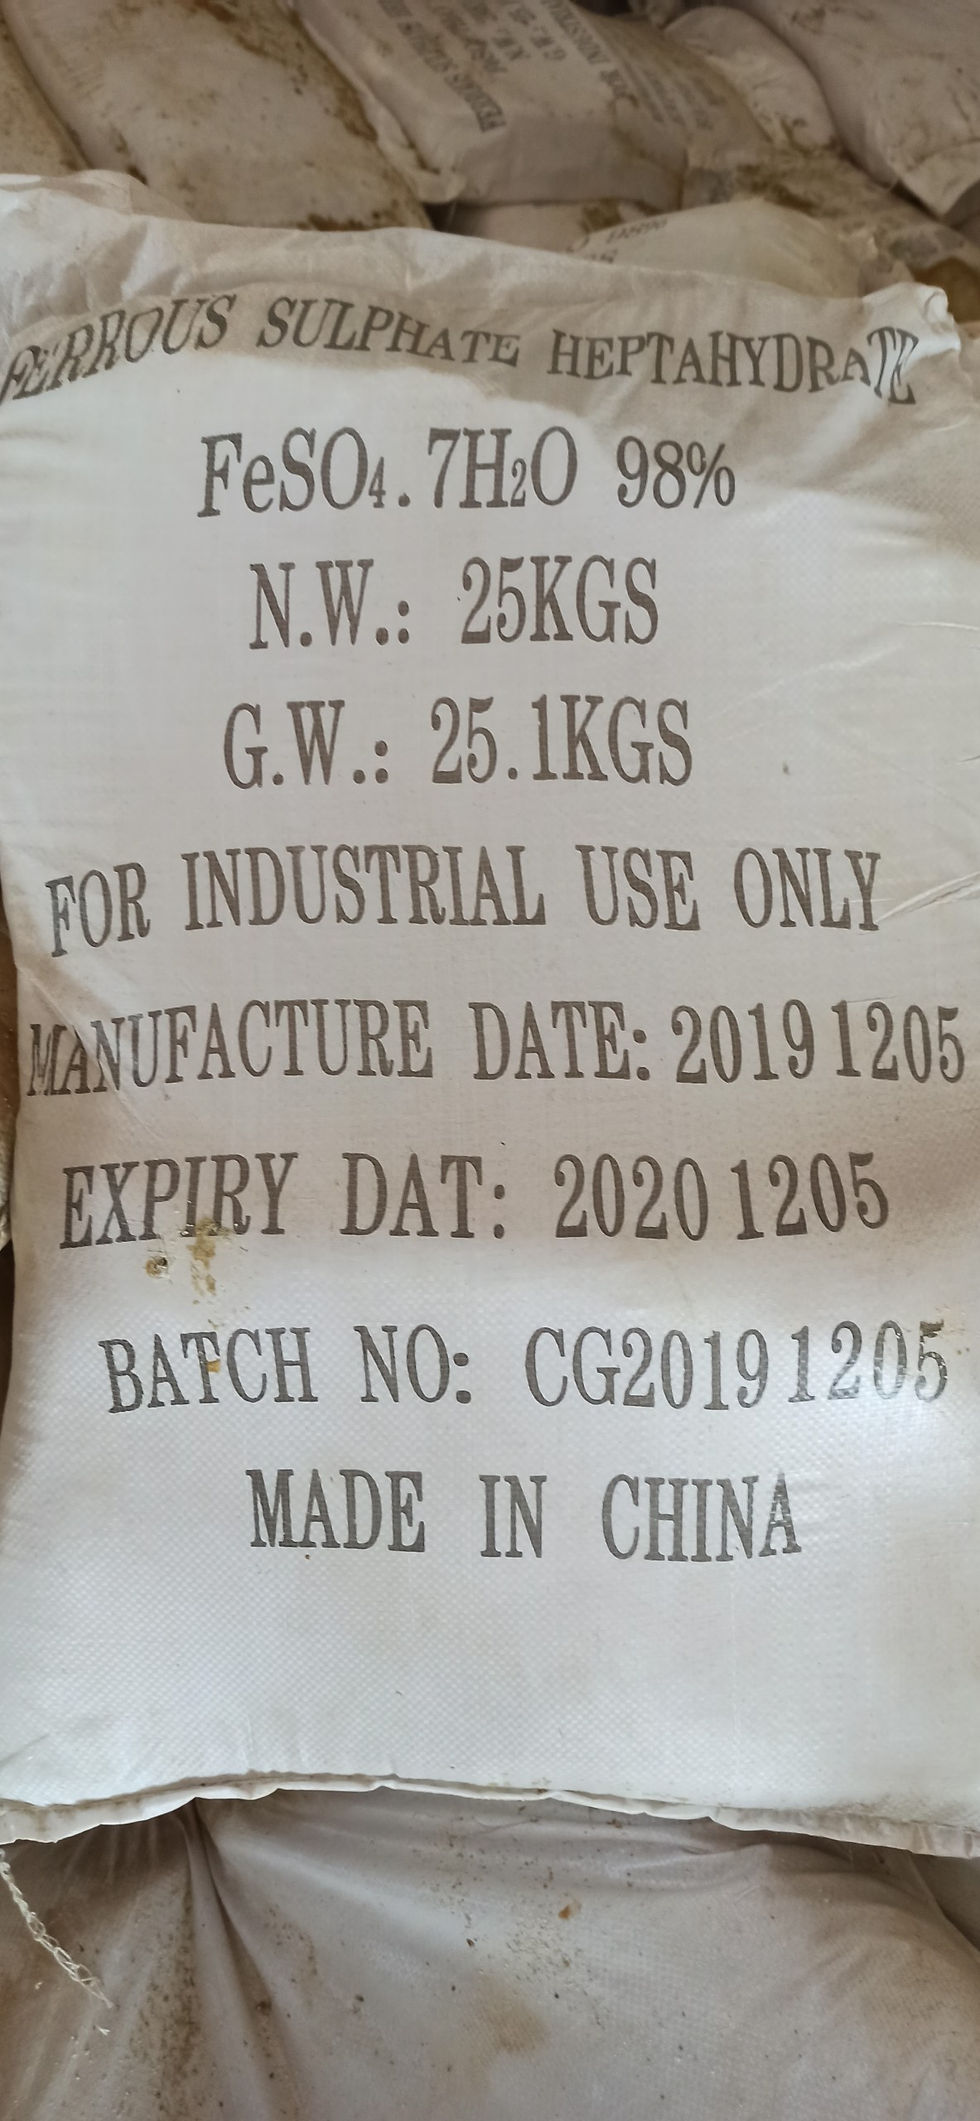 FERROUS SULPHATE HEPTAHYDRATE
FeSO₄.7H₂O 98%
N.W.: 25KGS
G.W.: 25.1KGS
FOR INDUSTRIAL USE ONLY
MANUFACTURE DATE: 20191205
EXPIRY DAT: 20201205
BATCH NO: CG20191205
MADE IN CHINA